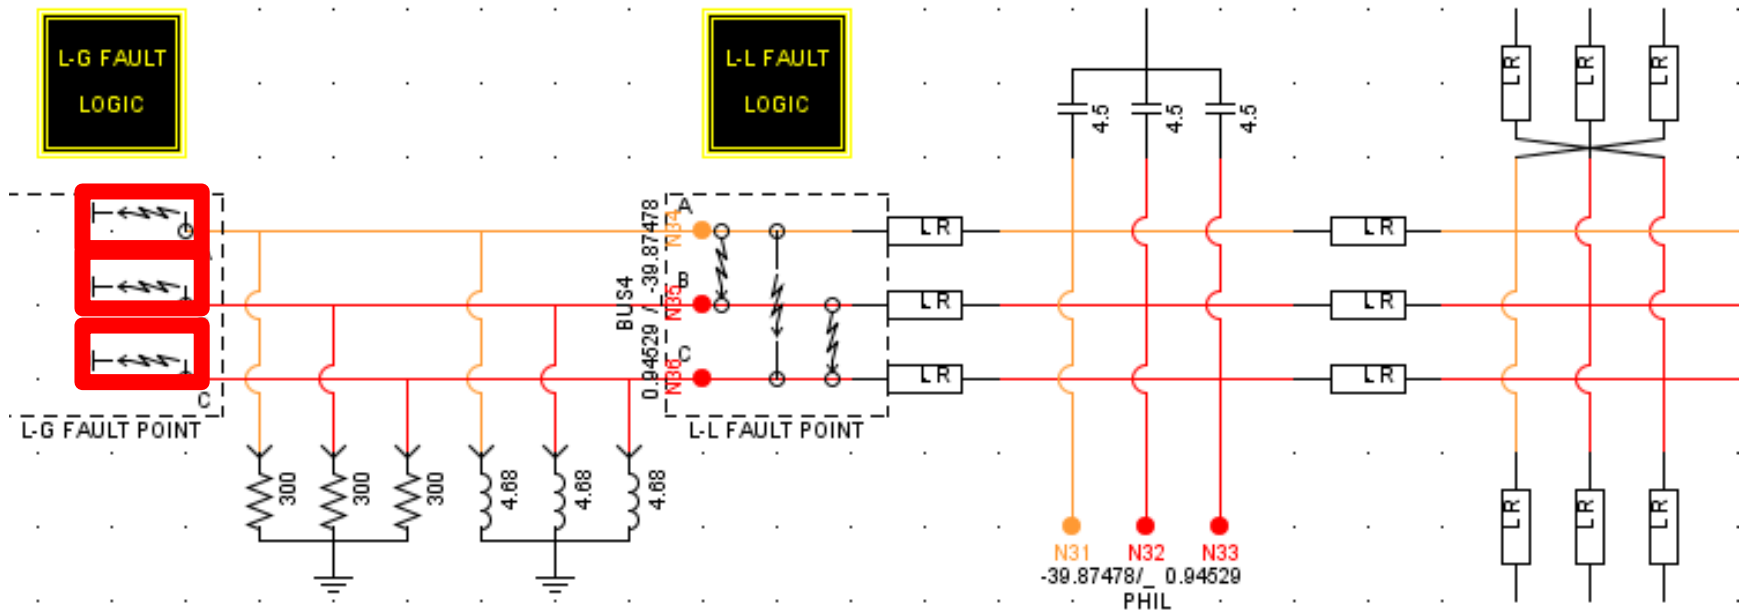 L-G FAULT
LOGIC
L-L FAULT
LOGIC
4.5
4.5
4.5
LR
LR
LR
A
N34
LR
LR
B
N35
LR
LR
C
N36
LR
LR
BUS4
0.94529 /_ -39.87478
C
L-G FAULT POINT
L-L FAULT POINT
300
300
300
4.68
4.68
4.68
LR
LR
LR
N31
N32
N33
-39.87478/_ 0.94529
PHIL